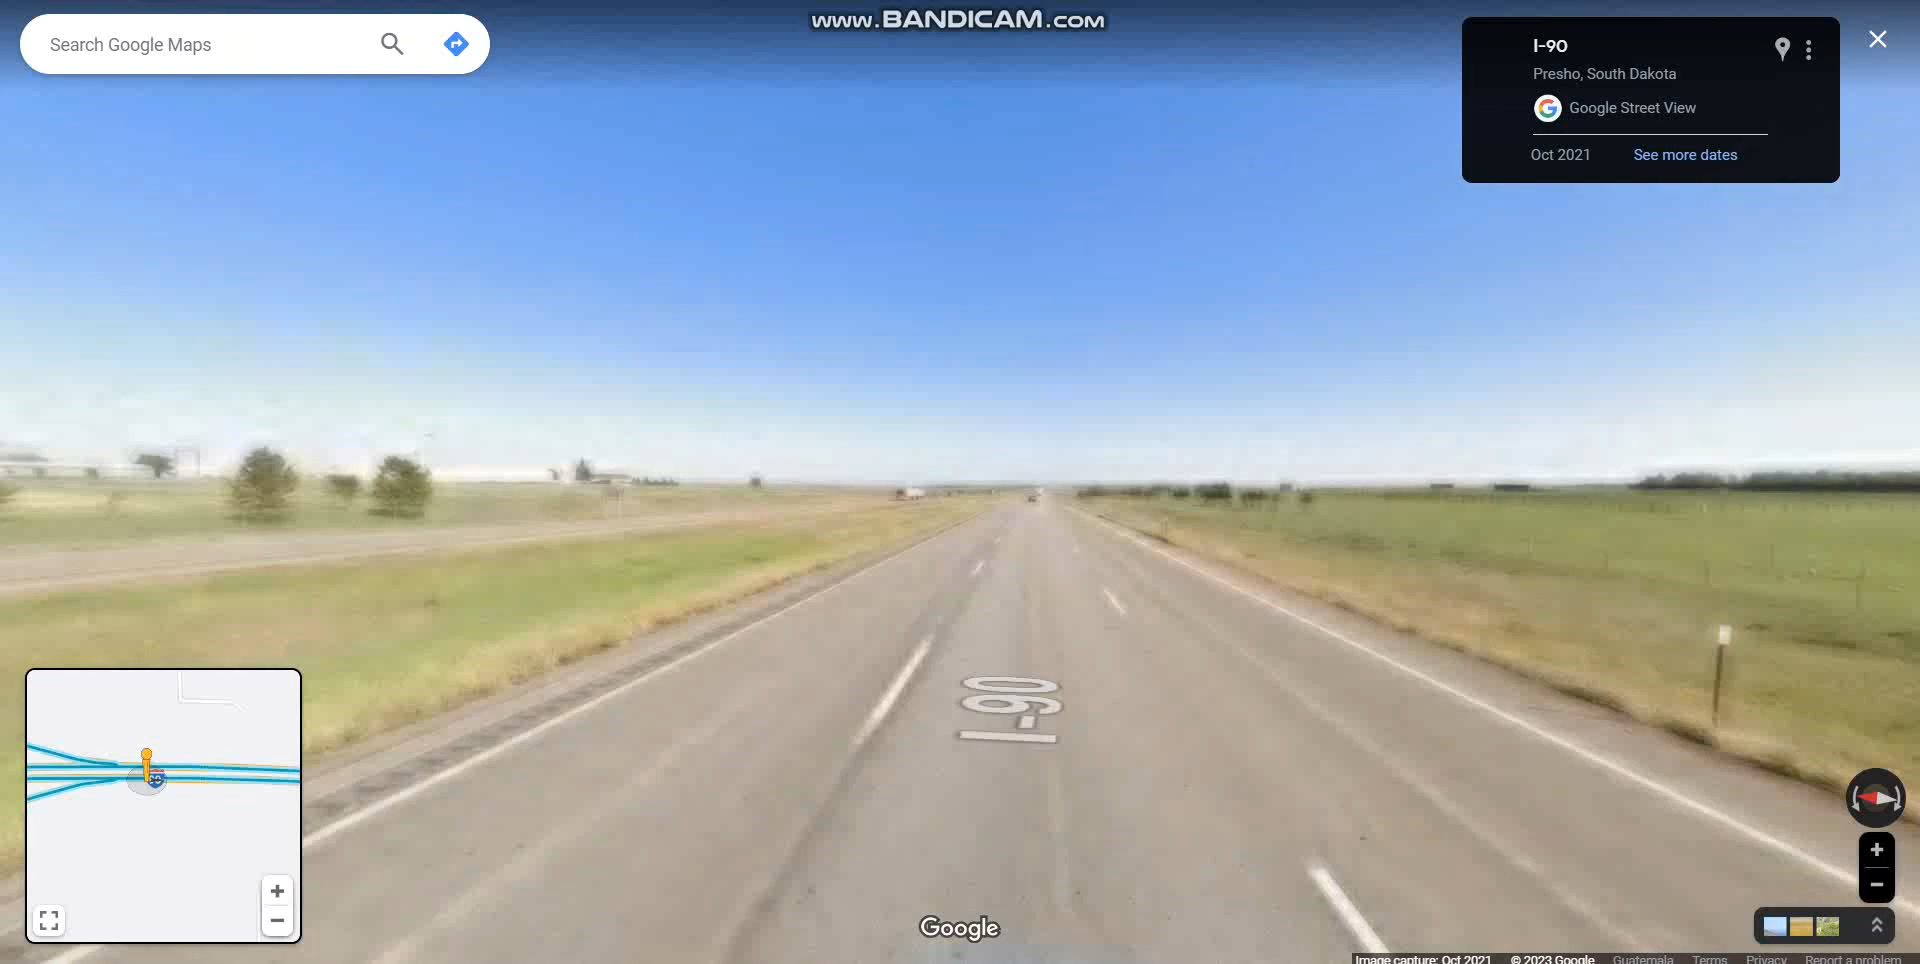 www.BANDICAM.com
Search Google Maps
I-90
Presho, South Dakota
Google Street View
Oct 2021 See more dates
I-90
Google
Image capture: Oct 2021 © 2023 Google Guatemala Terms Privacy Report a problem